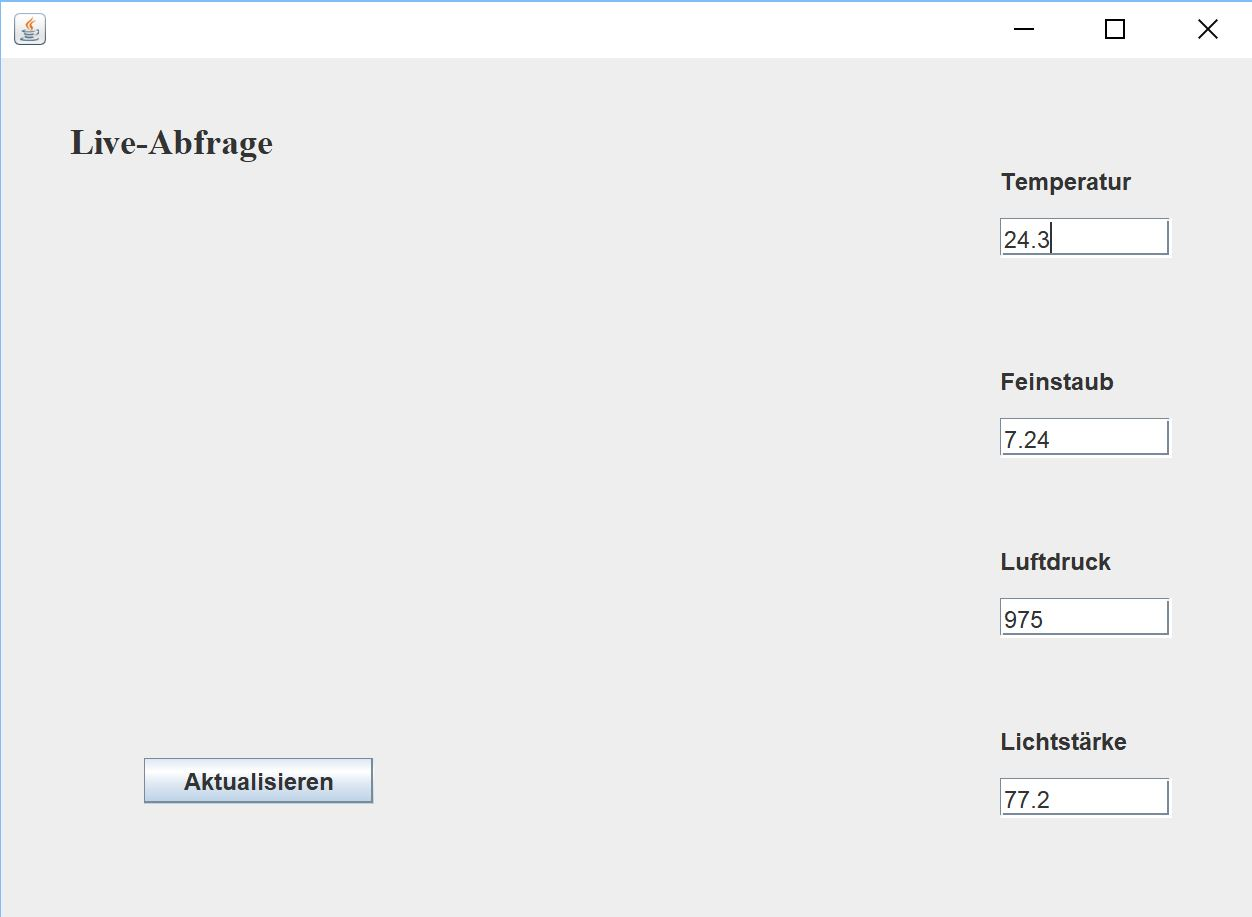 Live-Abfrage
Temperatur
24.3
Feinstaub
7.24
Luftdruck
975
Lichtstärke
77.2
Aktualisieren